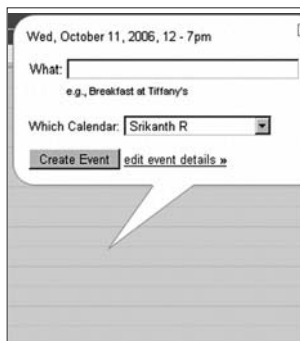 Wed, October 11, 2006, 12 - 7pm
What:
e.g., Breakfast at Tiffany's
Which Calendar: Srikanth R
Create Event edit event details »